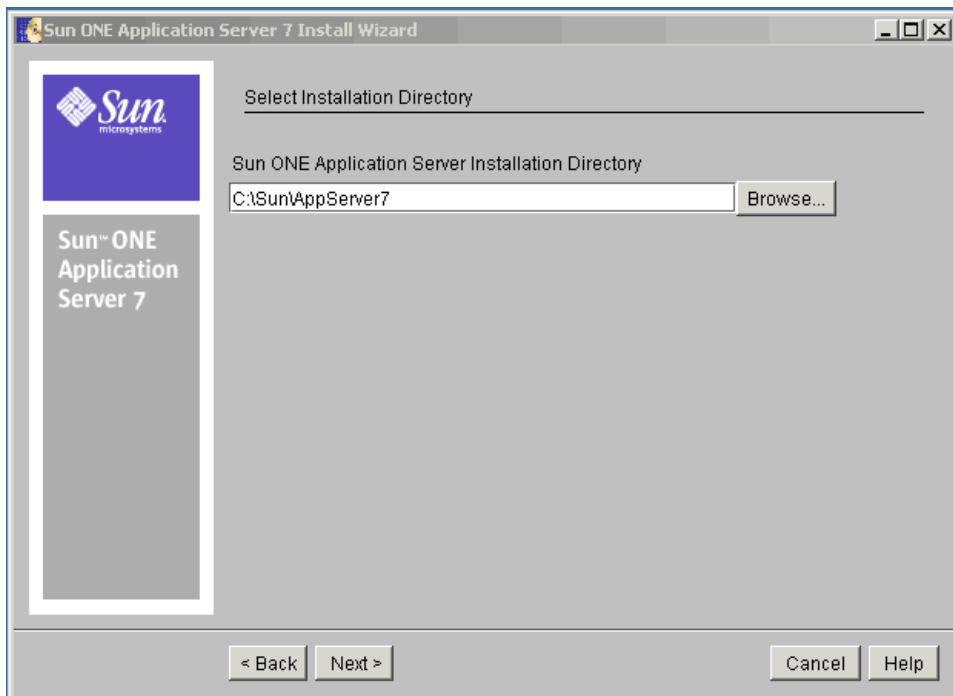 Sun ONE Application Server 7 Install Wizard
Sun
microsystems
Sun™ ONE
Application
Server 7
Select Installation Directory
Sun ONE Application Server Installation Directory
C:\Sun\AppServer7
Browse...
< Back
Next >
Cancel
Help